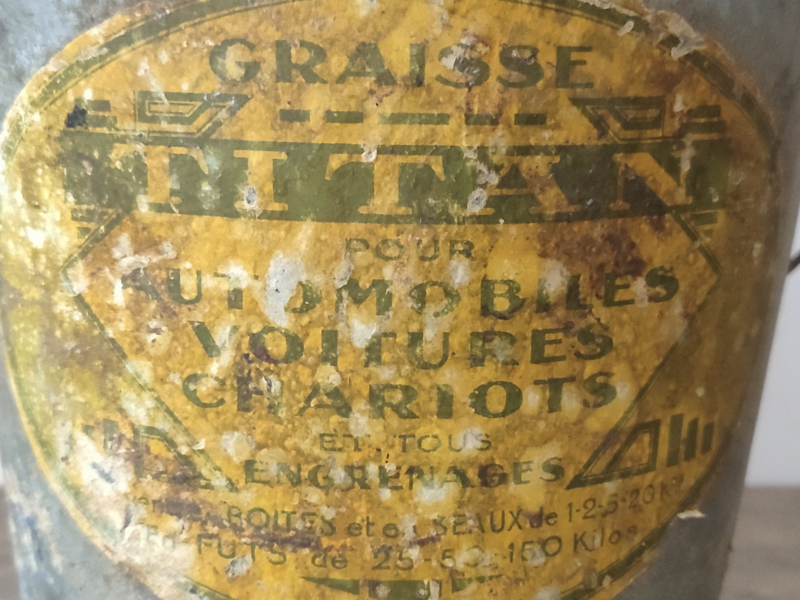 GRAISSE
TITAN
POUR
AUTOMOBILES
VOITURES
CHARIOTS
ET TOUS
ENGRENAGES
BOITES et en SEAUX de 1-2-5-20 K
En FUTS de 25-50-150 Kilos